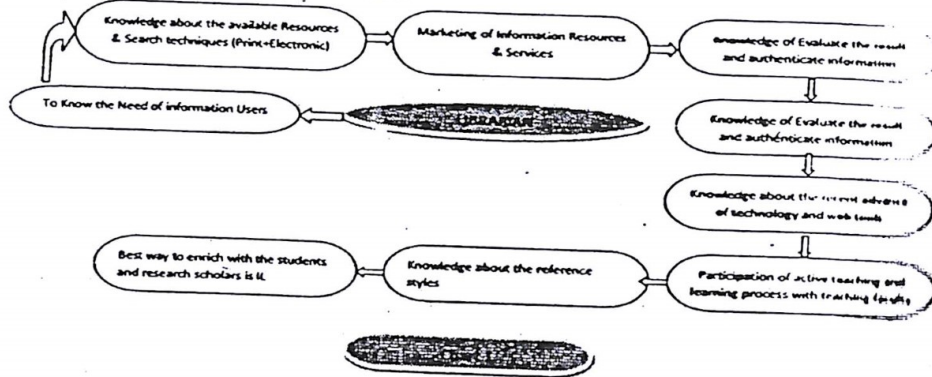 Knowledge about the available Resources
& Search techniques (Print+Electronic)
Marketing of Information Resources
& Services
Knowledge of Evaluate the result
and authenticate information
To Know the Need of information Users
LIBRARIAN
Knowledge of Evaluate the result
and authenticate information
Knowledge about the recent advance
of technology and web tools
Best way to enrich with the students
and research scholars is IL
Knowledge about the reference
styles
Participation of active teaching and
learning process with teaching